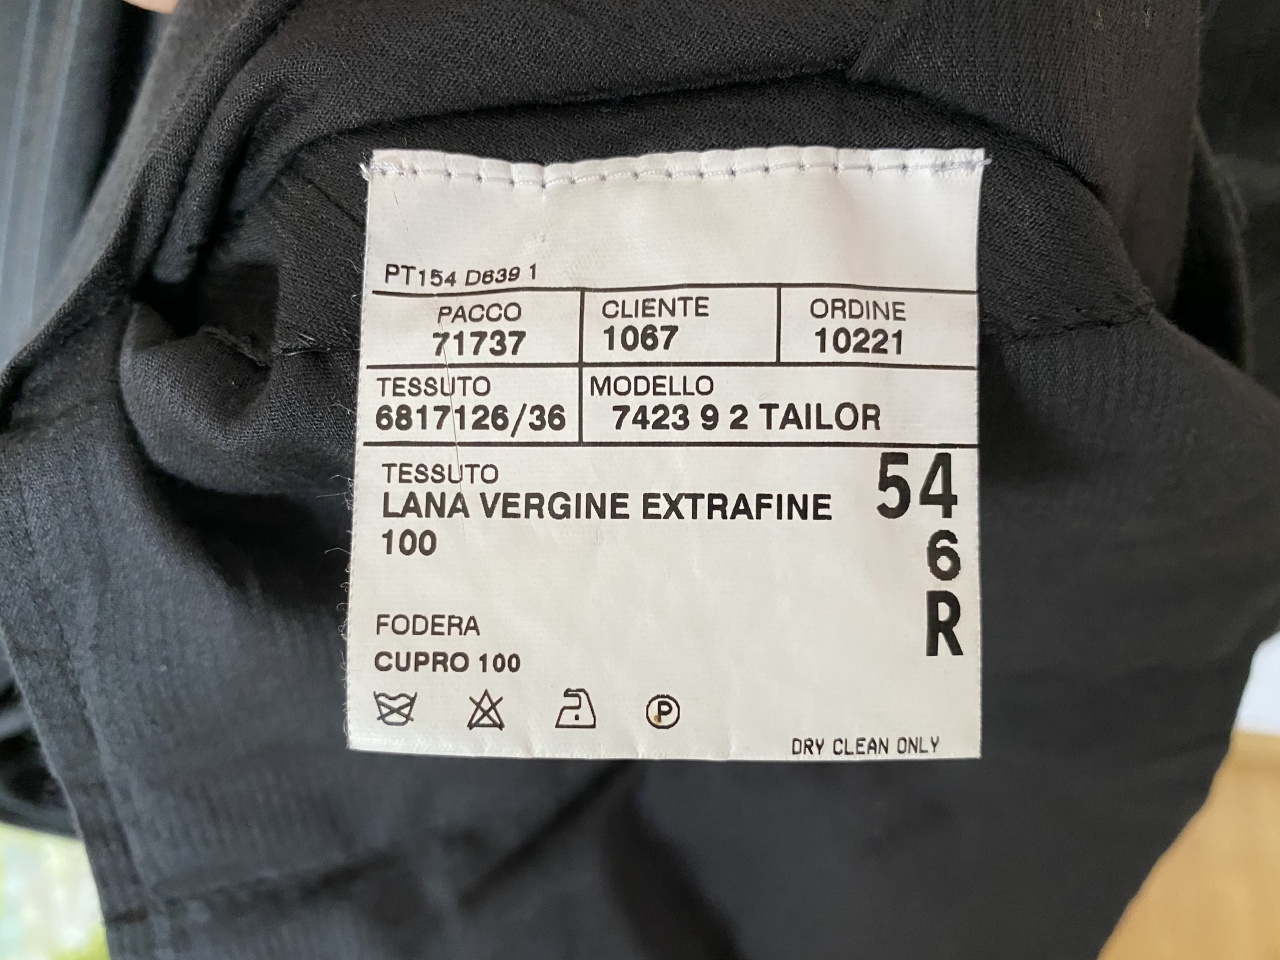 PT154 D639 1
PACCO CLIENTE ORDINE
71737 1067 10221
TESSUTO MODELLO
6817126/36 7423 9 2 TAILOR
TESSUTO 54
LANA VERGINE EXTRAFINE
100 6
R
FODERA
CUPRO 100
P
DRY CLEAN ONLY